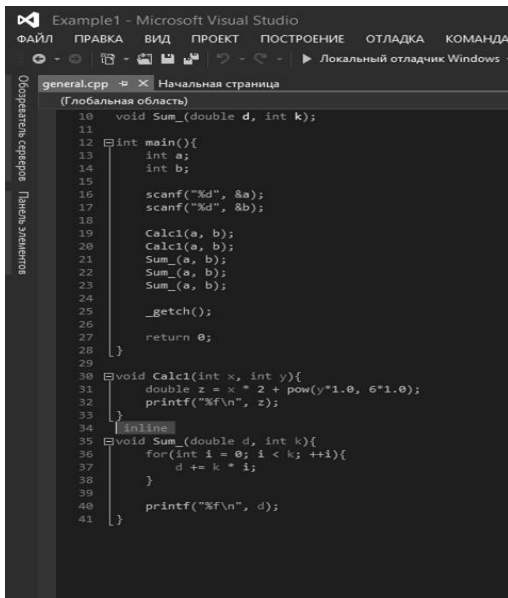 Example1 - Microsoft Visual Studio
ФАЙЛ ПРАВКА ВИД ПРОЕКТ ПОСТРОЕНИЕ ОТЛАДКА КОМАНДА
Локальный отладчик Windows
general.cpp Начальная страница
(Глобальная область)
Обозреватель серверов
Панель элементов
10 void Sum_(double d, int k);
11
12 int main(){
13 int a;
14 int b;
15
16 scanf("%d", &a);
17 scanf("%d", &b);
18
19 Calc1(a, b);
20 Calc1(a, b);
21 Sum_(a, b);
22 Sum_(a, b);
23 Sum_(a, b);
24
25 _getch();
26
27 return 0;
28 }
29
30 void Calc1(int x, int y){
31 double z = x * 2 + pow(y*1.0, 6*1.0);
32 printf("%f\n", z);
33 }
34 inline
35 void Sum_(double d, int k){
36 for(int i = 0; i < k; ++i){
37 d += k * i;
38 }
39
40 printf("%f\n", d);
41 }